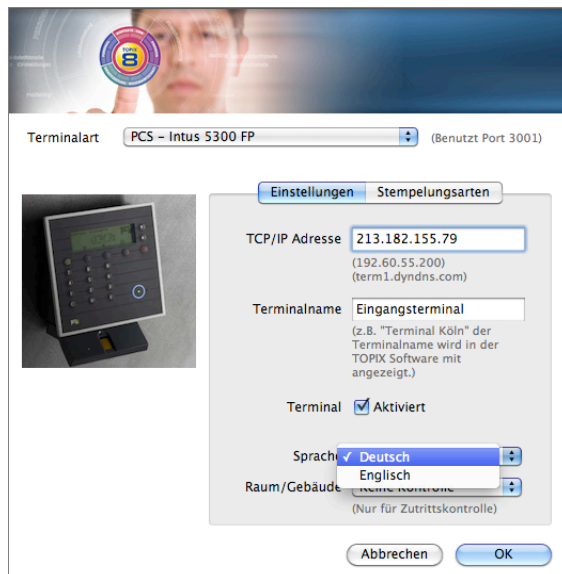 TOPIX
8
Terminalart PCS - Intus 5300 FP (Benutzt Port 3001)
Einstellungen Stempelungsarten
TCP/IP Adresse 213.182.155.79
(192.60.55.200)
(term1.dyndns.com)
Terminalname Eingangsterminal
(z.B. "Terminal Köln" der
Terminalname wird in der
TOPIX Software mit
angezeigt.)
Terminal Aktiviert
Sprache ✓ Deutsch
Englisch
Raum/Gebäude Keine Kontrolle
(Nur für Zutrittskontrolle)
Abbrechen OK